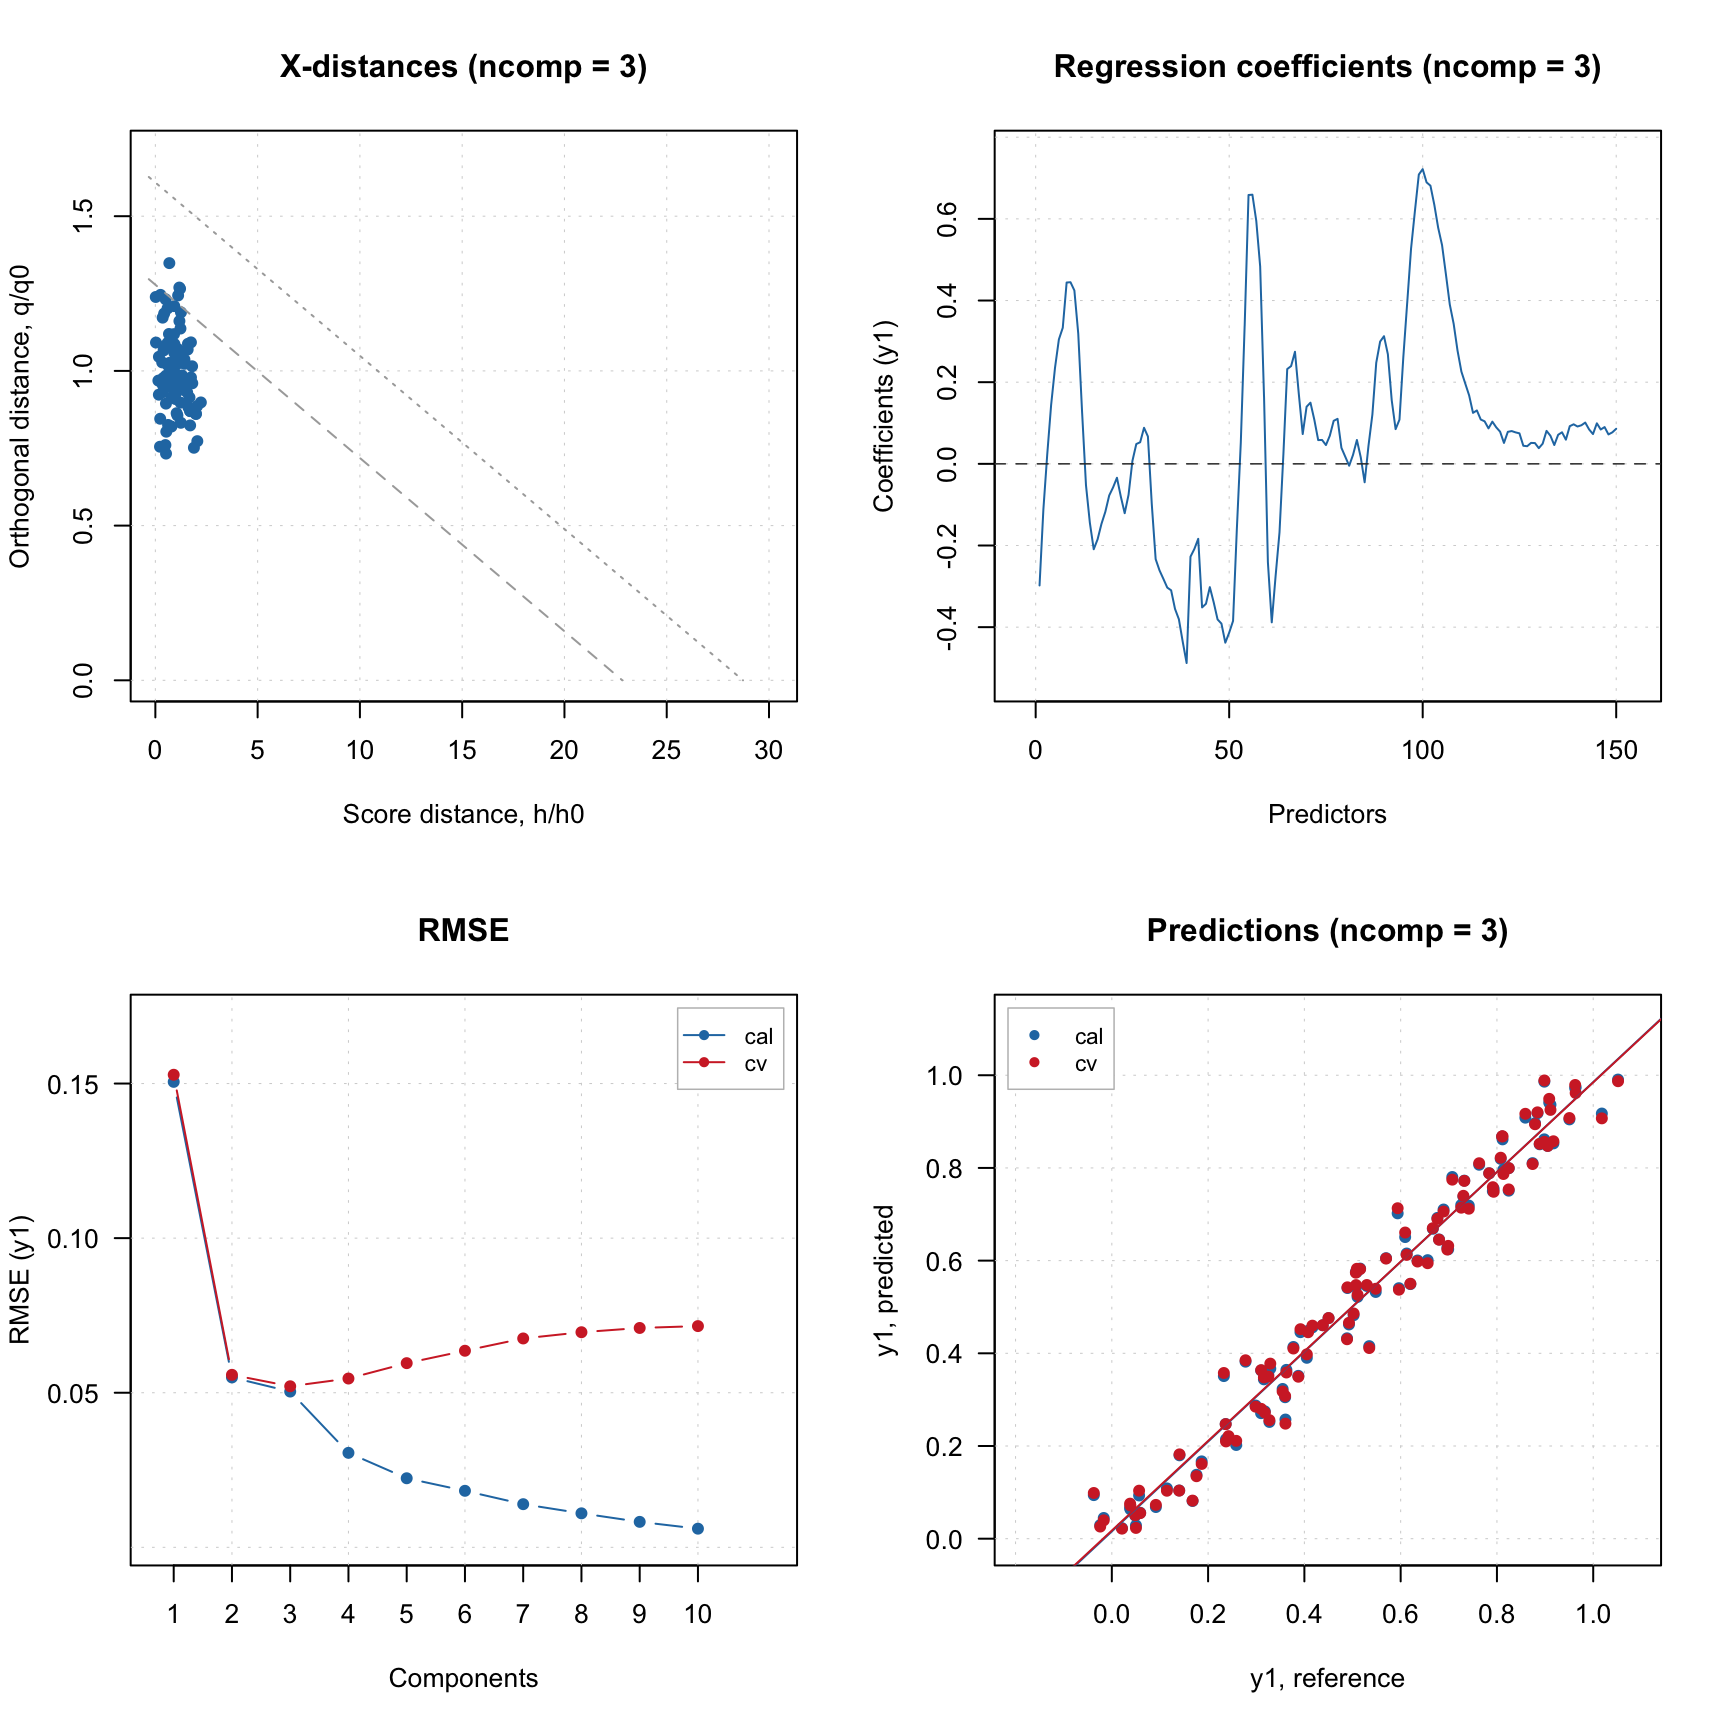 X-distances (ncomp = 3)
Orthogonal distance, q/q0
1.5
1.0
0.5
0.0
0 5 10 15 20 25 30
Score distance, h/h0
Regression coefficients (ncomp = 3)
Coefficients (y1)
0.6
0.4
0.2
0.0
-0.2
-0.4
0 50 100 150
Predictors
RMSE
RMSE (y1)
cal
cv
0.15
0.10
0.05
1 2 3 4 5 6 7 8 9 10
Components
Predictions (ncomp = 3)
y1, predicted
cal
cv
1.0
0.8
0.6
0.4
0.2
0.0
0.0 0.2 0.4 0.6 0.8 1.0
y1, reference